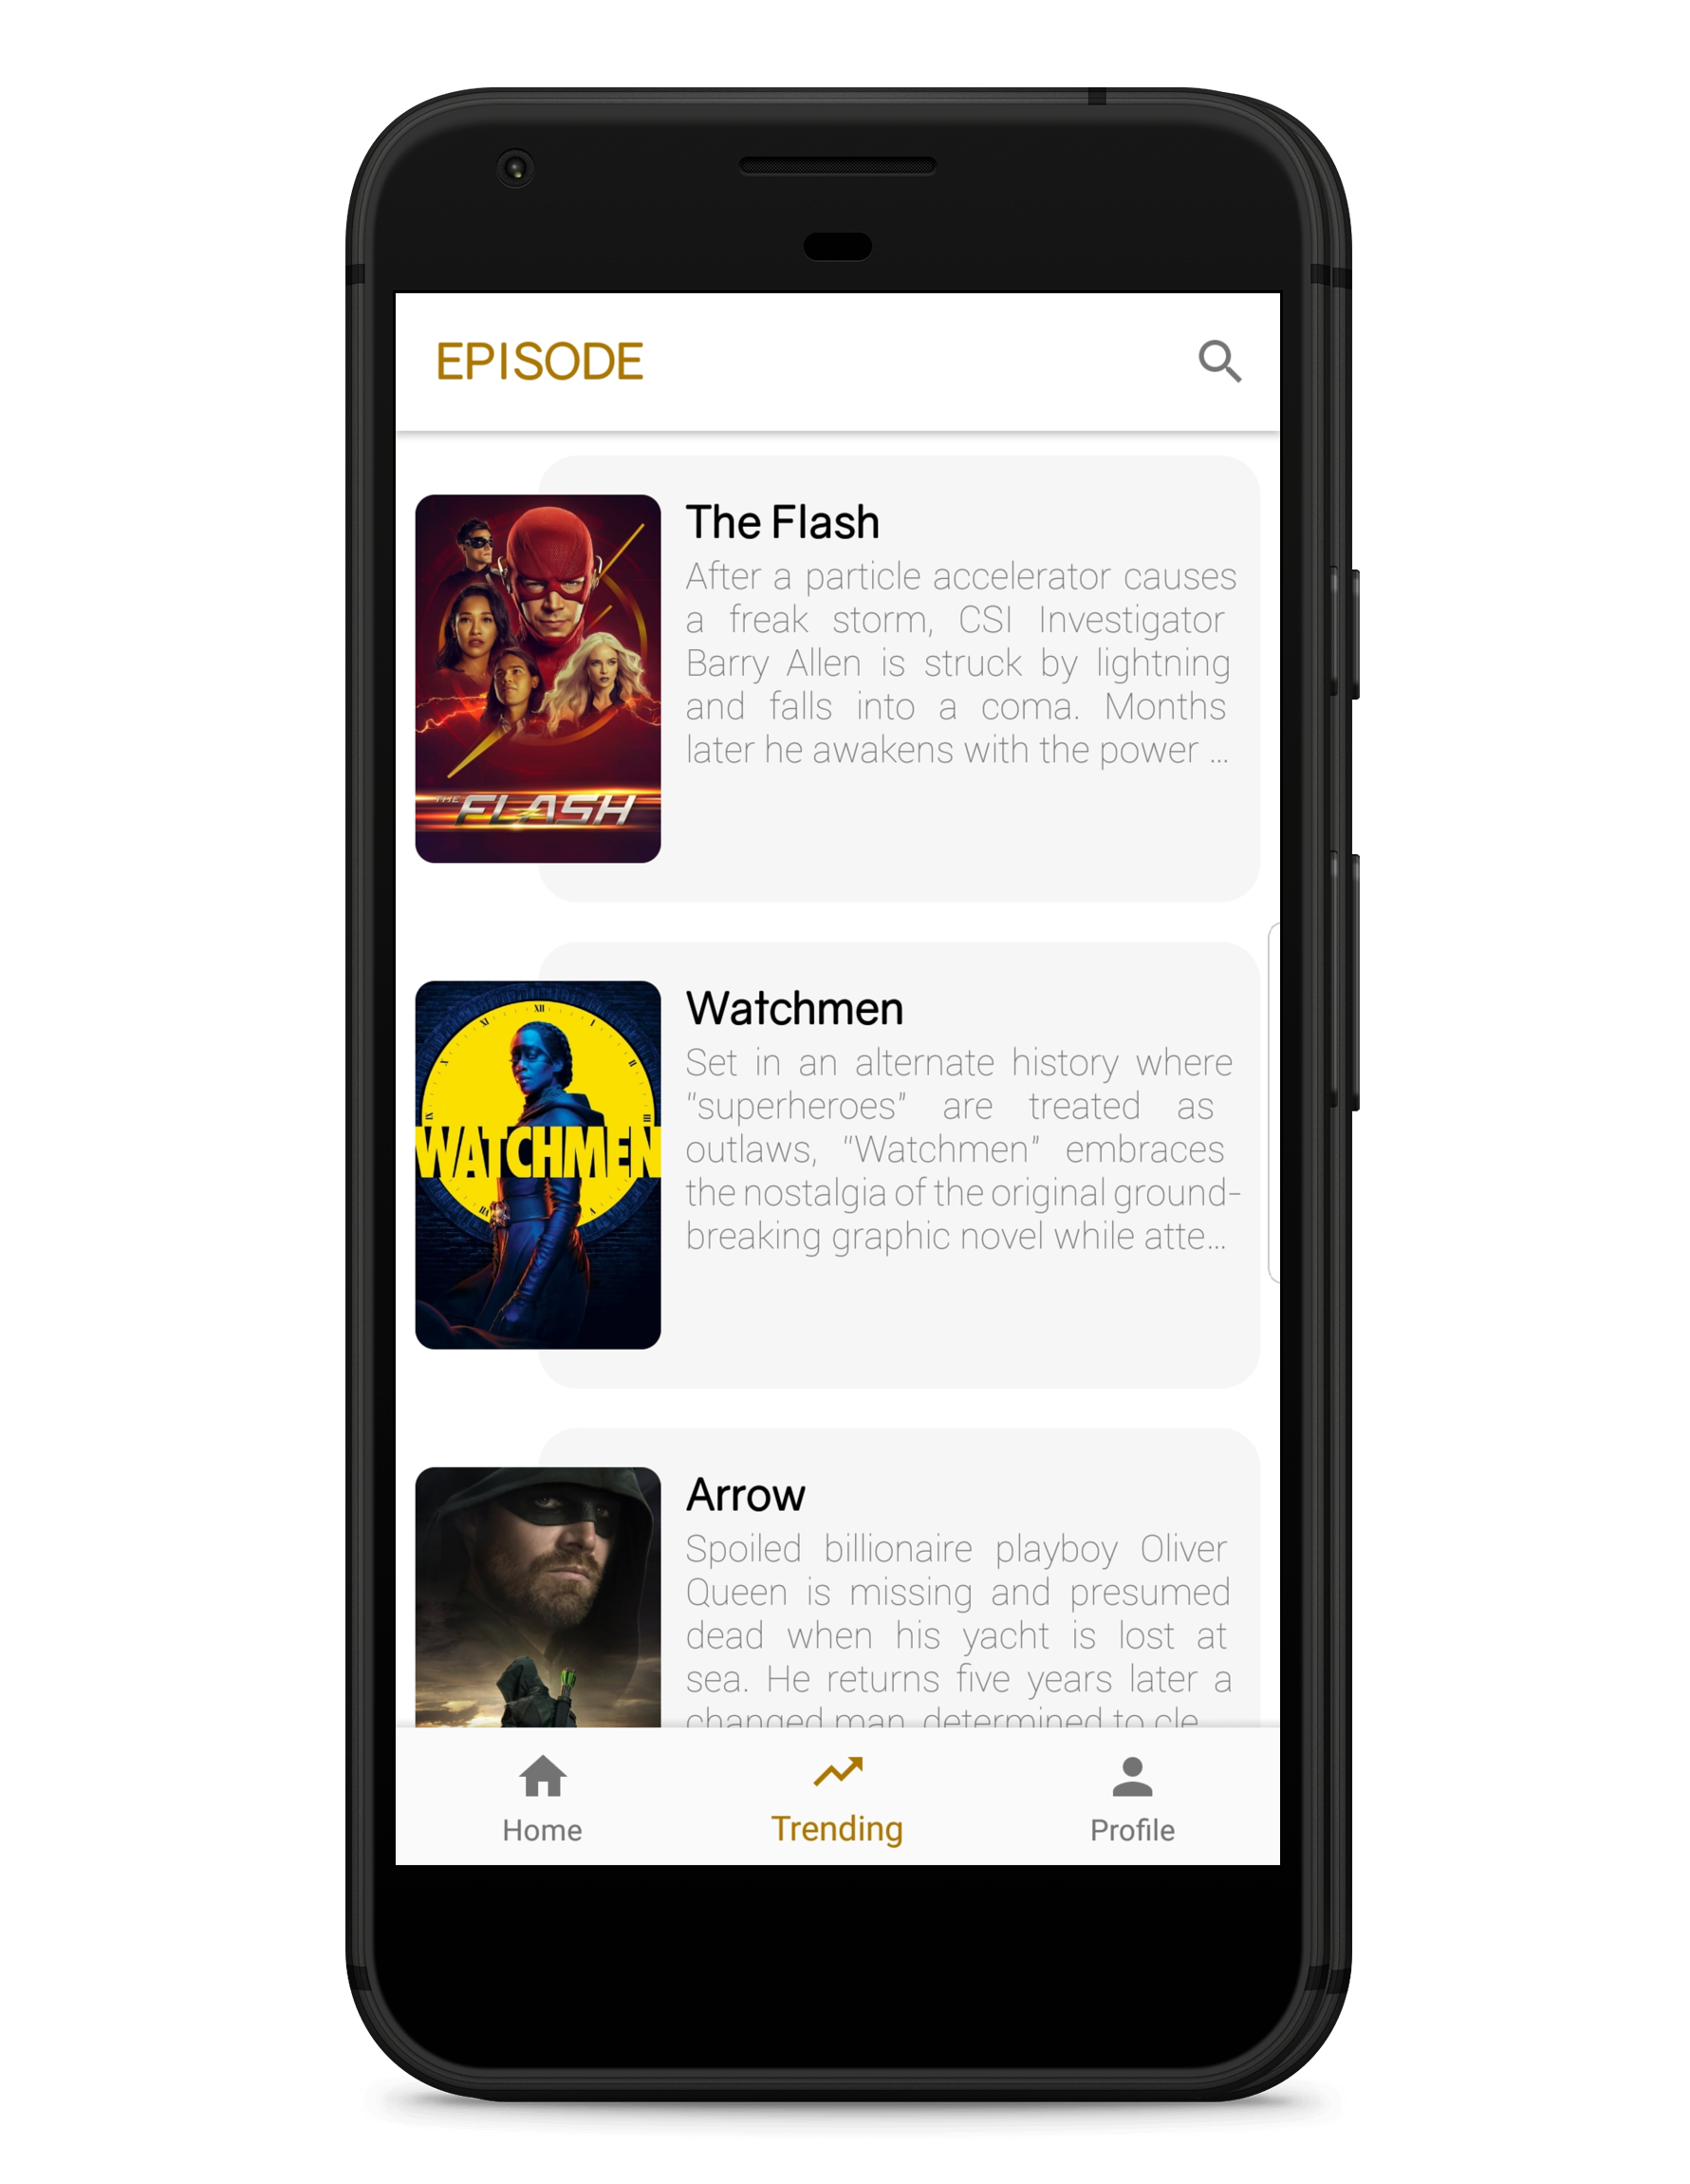 EPISODE
The Flash
After a particle accelerator causes
a freak storm, CSI Investigator
Barry Allen is struck by lightning
and falls into a coma. Months
later he awakens with the power ...
THE FLASH
Watchmen
Set in an alternate history where
“superheroes” are treated as
outlaws, “Watchmen” embraces
the nostalgia of the original ground-
breaking graphic novel while atte...
WATCHMEN
Arrow
Spoiled billionaire playboy Oliver
Queen is missing and presumed
dead when his yacht is lost at
sea. He returns five years later a
changed man, determined to cle...
Home
Trending
Profile